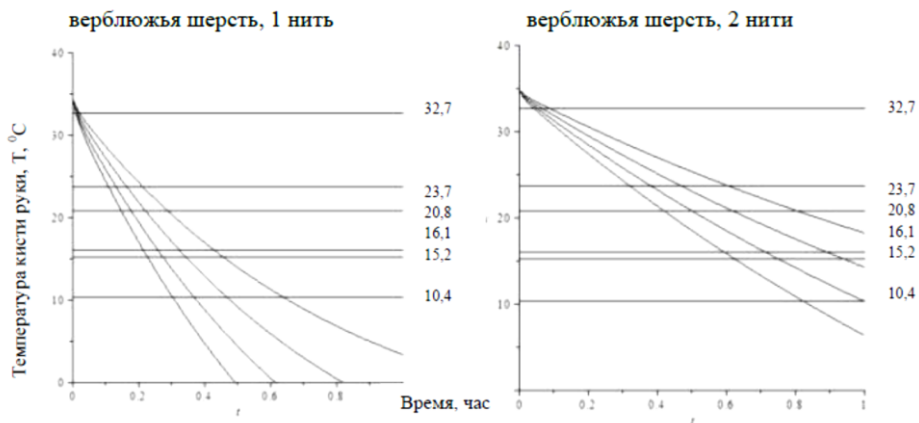 верблюжья шерсть, 1 нить
верблюжья шерсть, 2 нити
Температура кисти руки, Т, ⁰С
40
30
20
10
0
32,7
23,7
20,8
16,1
15,2
10,4
0 0.2 0.4 0.6 0.8
t
Время, час
40
30
20
10
32,7
23,7
20,8
16,1
15,2
10,4
0 0.2 0.4 0.6 0.8 1
t